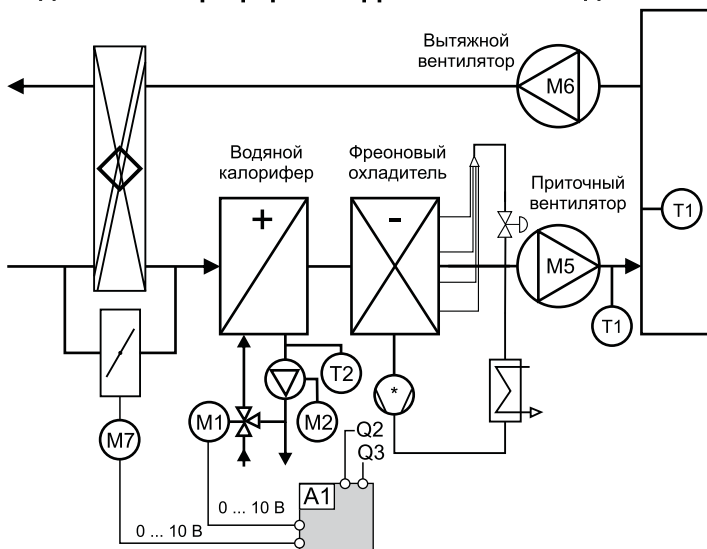 Вытяжной
вентилятор
M6
Водяной
калорифер
Фреоновый
охладитель
Приточный
вентилятор
+
-
T1
M5
T1
T2
*
M7
M1
M2
Q2
Q3
A1
0 ... 10 В
0 ... 10 В